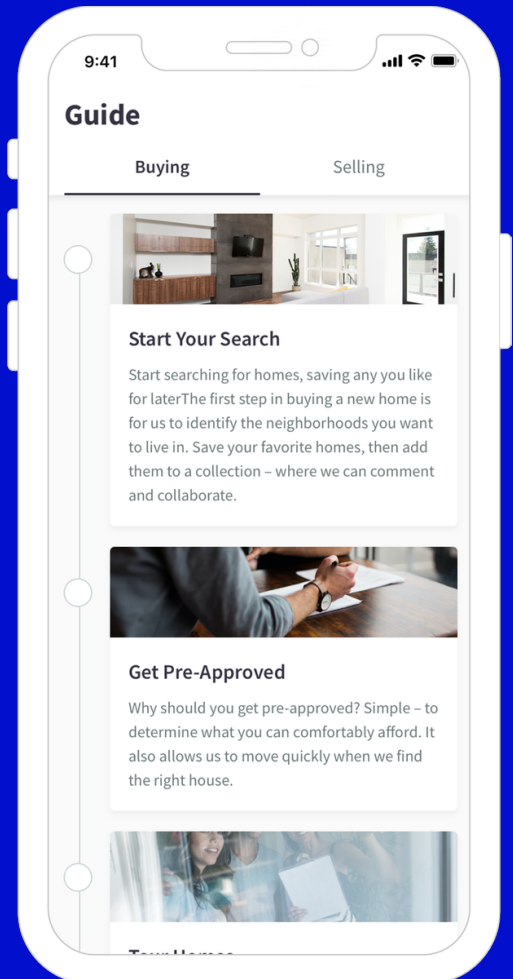 9:41
Guide
Buying
Selling
Start Your Search
Start searching for homes, saving any you like
for laterThe first step in buying a new home is
for us to identify the neighborhoods you want
to live in. Save your favorite homes, then add
them to a collection – where we can comment
and collaborate.
Get Pre-Approved
Why should you get pre-approved? Simple – to
determine what you can comfortably afford. It
also allows us to move quickly when we find
the right house.
Tour Homes